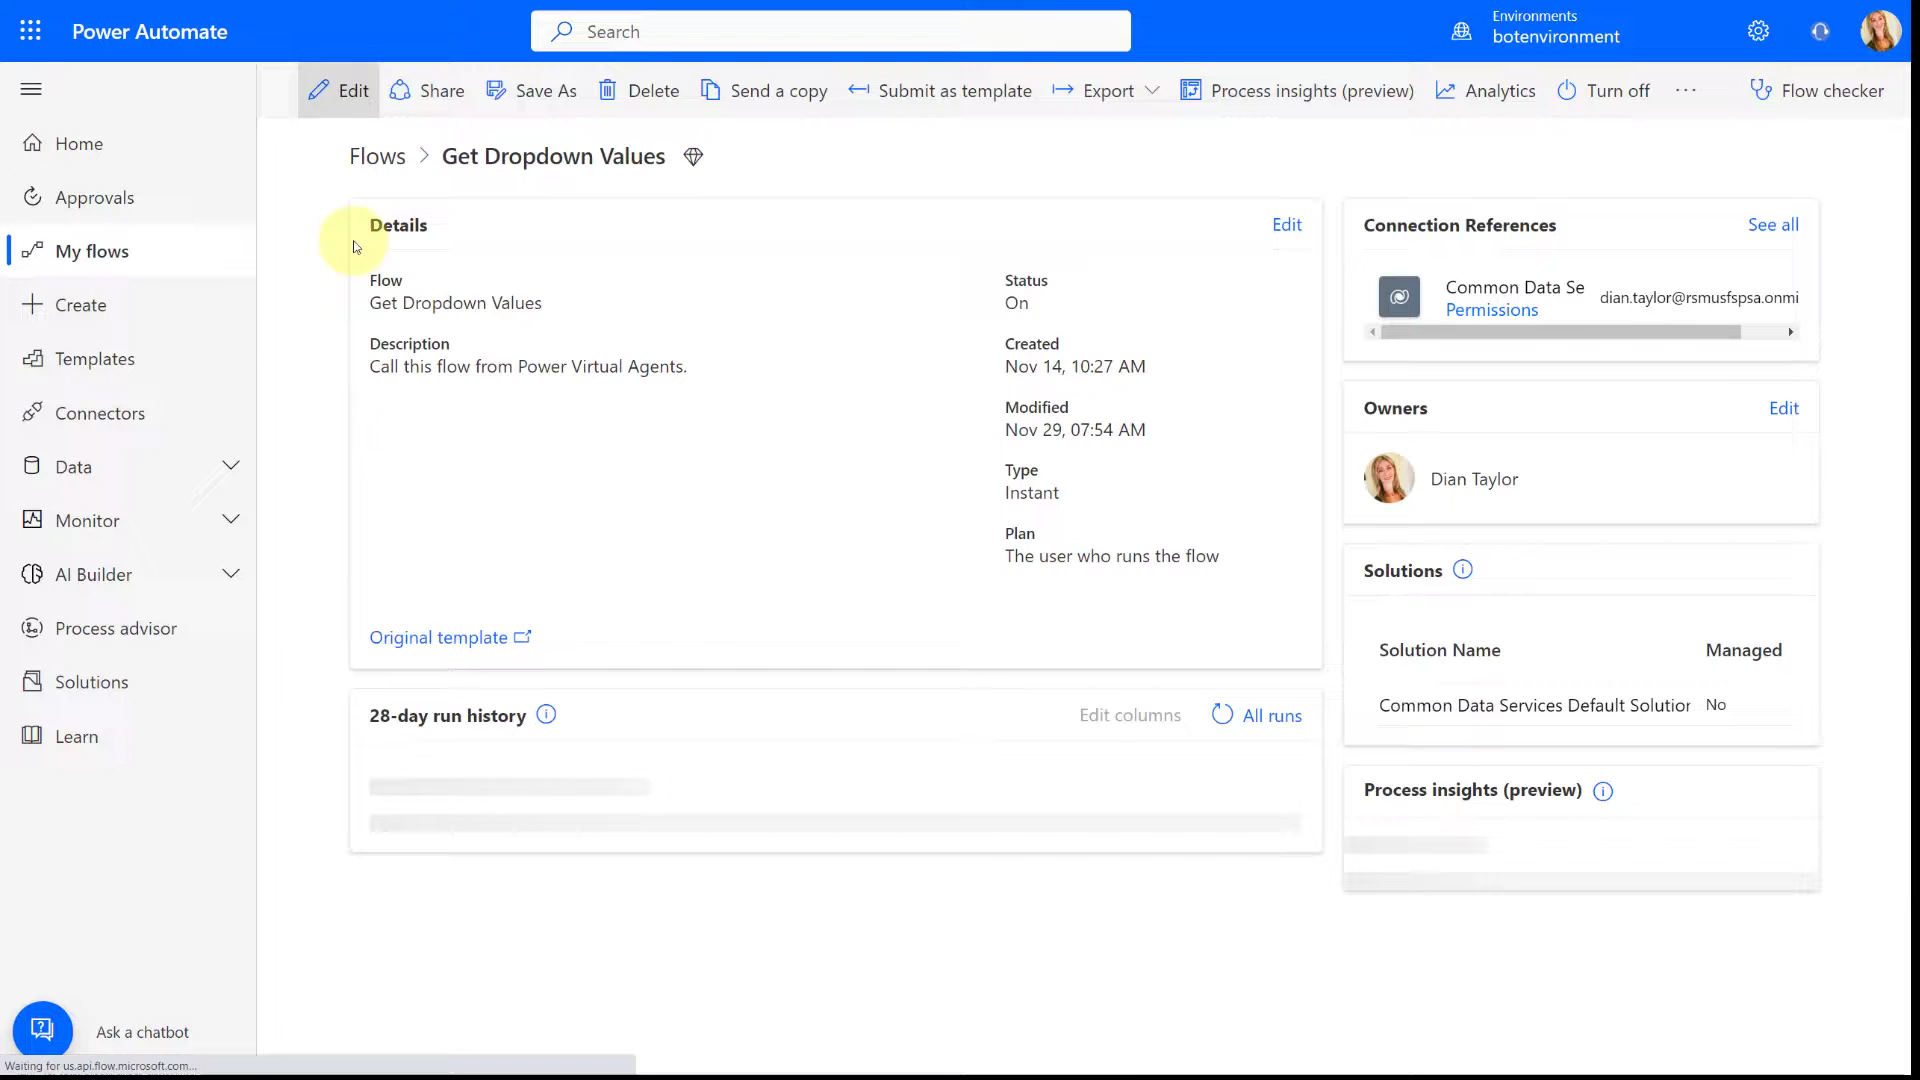 Power Automate
Search
Environments
botenvironment
Edit
Share
Save As
Delete
Send a copy
Submit as template
Export
Process insights (preview)
Analytics
Turn off
Flow checker
Home
Approvals
My flows
Create
Templates
Connectors
Data
Monitor
AI Builder
Process advisor
Solutions
Learn
Ask a chatbot
Waiting for us.api.flow.microsoft.com...
Flows > Get Dropdown Values
Details
Edit
Flow
Get Dropdown Values
Description
Call this flow from Power Virtual Agents.
Status
On
Created
Nov 14, 10:27 AM
Modified
Nov 29, 07:54 AM
Type
Instant
Plan
The user who runs the flow
Original template
28-day run history
Edit columns
All runs
Connection References
See all
Common Data Se
Permissions
dian.taylor@rsmusfspsa.onmi
Owners
Edit
Dian Taylor
Solutions
Solution Name
Managed
Common Data Services Default Solutior
No
Process insights (preview)